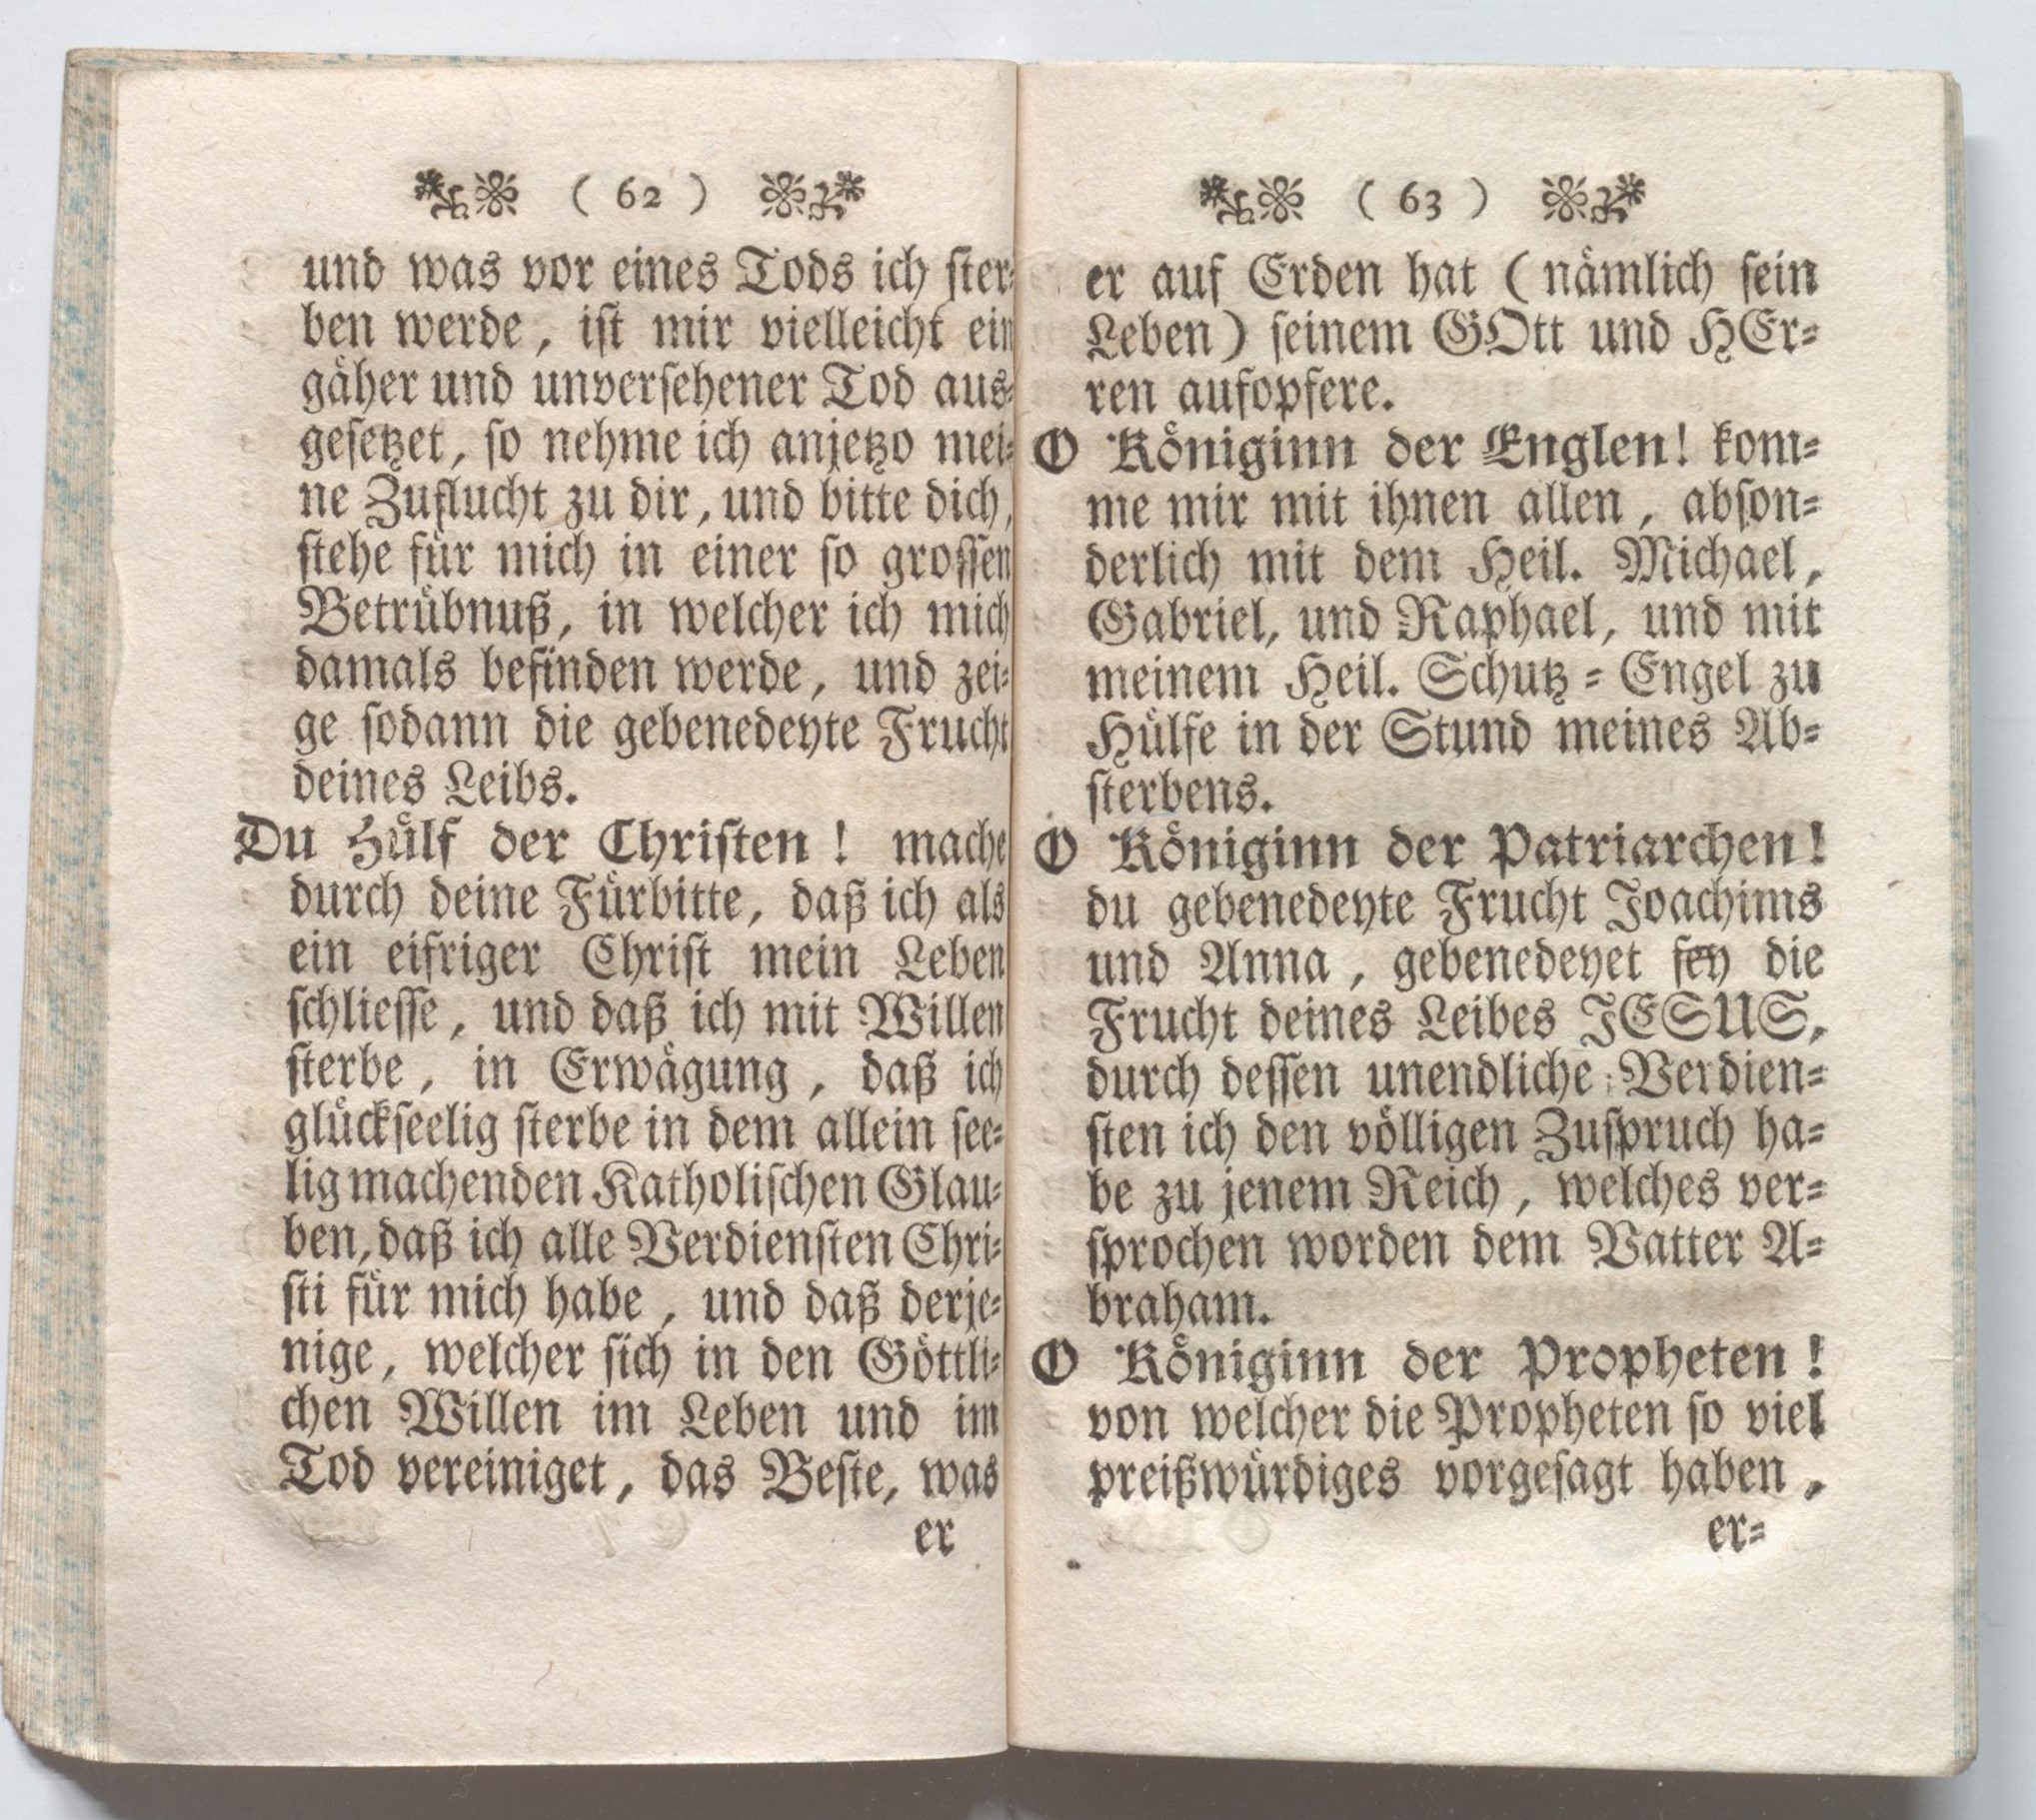 ( 62 )
und was vor eines Tods ich ster⸗
ben werde, ist mir vielleicht ein
gäher und unversehener Tod aus⸗
gesetzet, so nehme ich anjetzo mei⸗
ne Zuflucht zu dir, und bitte dich,
stehe für mich in einer so grossen
Betrübnuß, in welcher ich mich
damals befinden werde, und zei⸗
ge sodann die gebenedeyte Frucht
deines Leibs.
Du Hülf der Christen! mache
durch deine Fürbitte, daß ich als
ein eifriger Christ mein Leben
schliesse, und daß ich mit Willen
sterbe, in Erwägung, daß ich
glückseelig sterbe in dem allein see⸗
lig machenden Katholischen Glau⸗
ben, daß ich alle Verdiensten Chri⸗
sti für mich habe, und daß derje⸗
nige, welcher sich in den Göttli⸗
chen Willen im Leben und im
Tod vereiniget, das Beste, was
er
( 63 )
er auf Erden hat (nämlich sein
Leben) seinem GOtt und HEr⸗
ren aufopfere.
O Königinn der Englen! kom⸗
me mir mit ihnen allen, abson⸗
derlich mit dem Heil. Michael,
Gabriel, und Raphael, und mit
meinem Heil. Schutz⸗Engel zu
Hülfe in der Stund meines Ab⸗
sterbens.
O Königinn der Patriarchen!
du gebenedeyte Frucht Joachims
und Anna, gebenedeyet sey die
Frucht deines Leibes JESUS,
durch dessen unendliche Verdien⸗
sten ich den völligen Zuspruch ha⸗
be zu jenem Reich, welches ver⸗
sprochen worden dem Vatter A⸗
braham.
O Königinn der Propheten!
von welcher die Propheten so viel
preißwürdiges vorgesagt haben,
er⸗